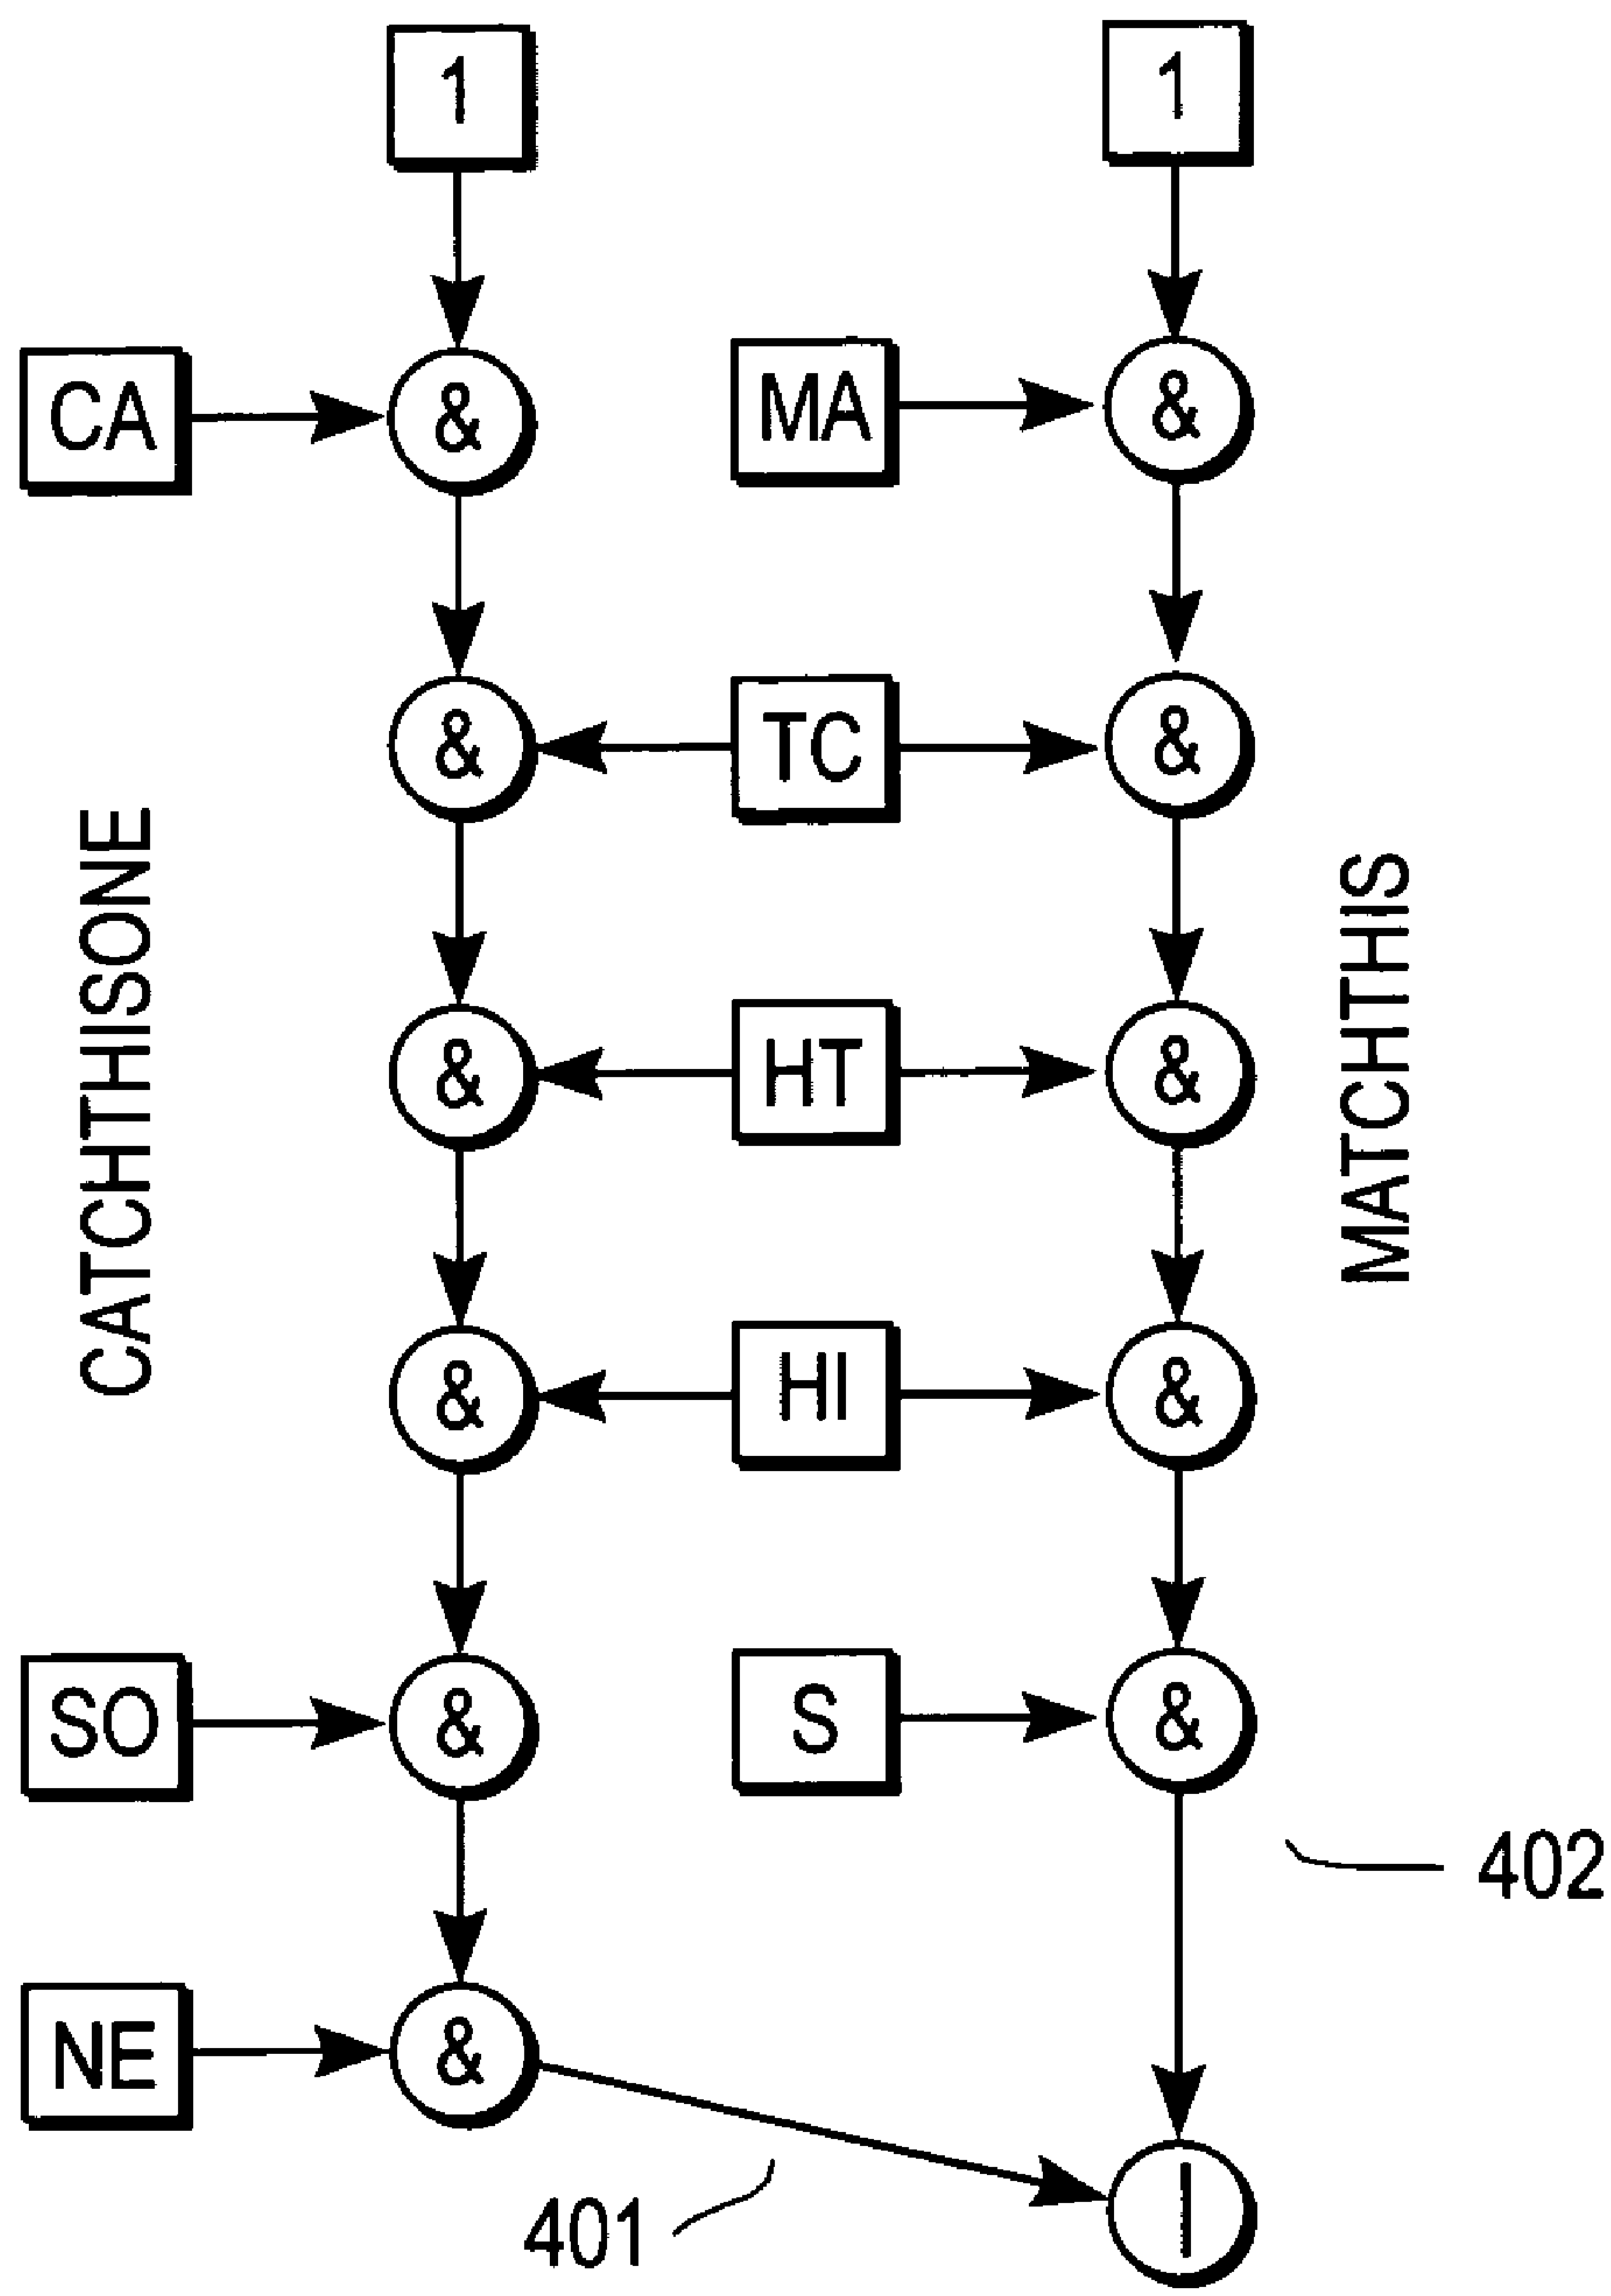 1 1
CA & MA &
& TC &
& HT &
& HI &
SO & S &
NE &
|
CATCHTHISONE
MATCHTHIS
402
401